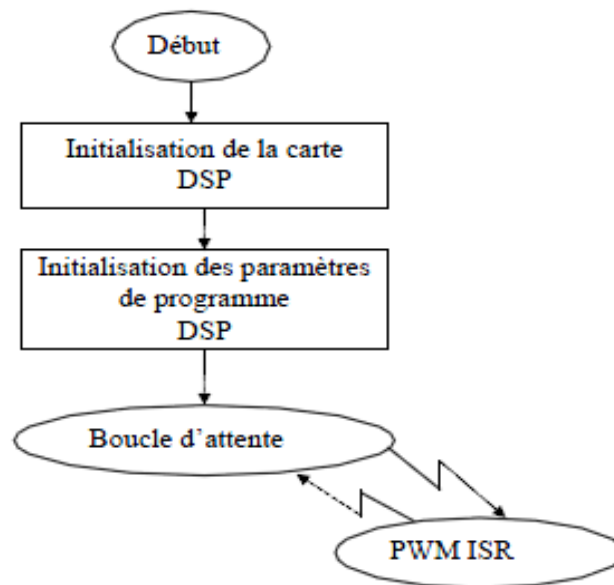 Début
Initialisation de la carte
DSP
Initialisation des paramètres
de programme
DSP
Boucle d'attente
PWM ISR